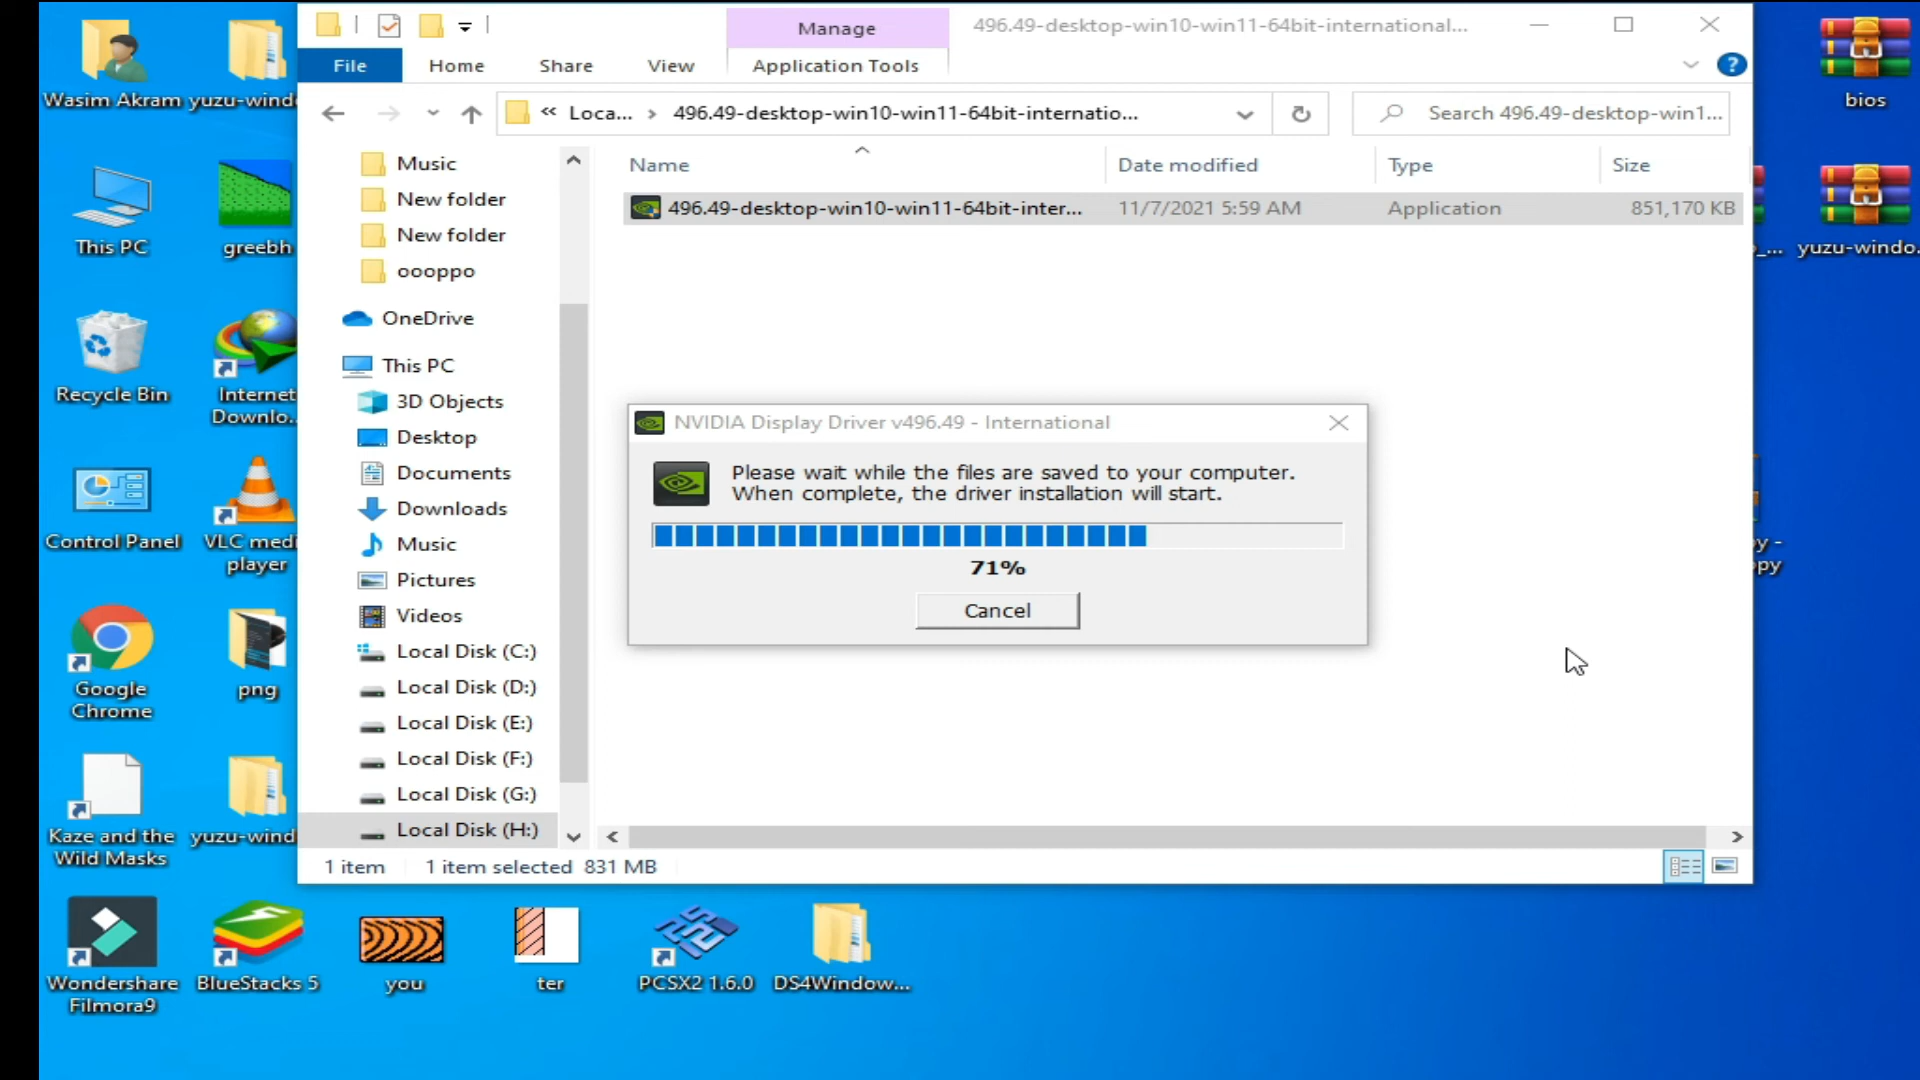 Manage
496.49-desktop-win10-win11-64bit-international...
File
Home
Share
View
Application Tools
?
« Loca... > 496.49-desktop-win10-win11-64bit-internatio...
Search 496.49-desktop-win1...
Music
New folder
New folder
oooppo
OneDrive
This PC
3D Objects
Desktop
Documents
Downloads
Music
Pictures
Videos
Local Disk (C:)
Local Disk (D:)
Local Disk (E:)
Local Disk (F:)
Local Disk (G:)
Local Disk (H:)
Name
Date modified
Type
Size
496.49-desktop-win10-win11-64bit-inter...
11/7/2021 5:59 AM
Application
851,170 KB
NVIDIA Display Driver v496.49 - International
Please wait while the files are saved to your computer.
When complete, the driver installation will start.
71%
Cancel
1 item
1 item selected 831 MB
Wasim Akram
yuzu-wind
This PC
greebh
Recycle Bin
Internet
Downlo...
Control Panel
VLC medi
player
Google
Chrome
png
Kaze and the
Wild Masks
yuzu-wind
Wondershare
Filmora9
BlueStacks 5
you
ter
PCSX2 1.6.0
DS4Window...
bios
_...
yuzu-windo.
y -
opy